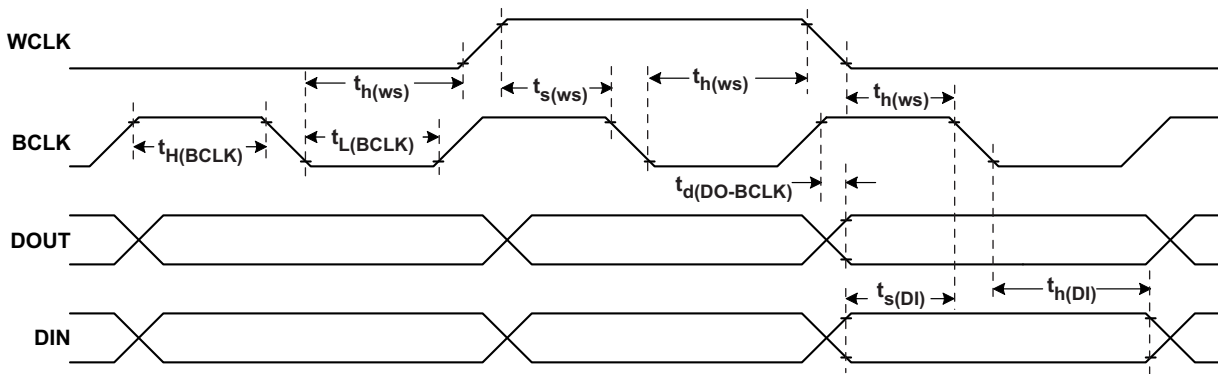 WCLK
th(ws)
ts(ws)
th(ws)
th(ws)
BCLK
tH(BCLK)
tL(BCLK)
td(DO-BCLK)
DOUT
ts(DI)
th(DI)
DIN